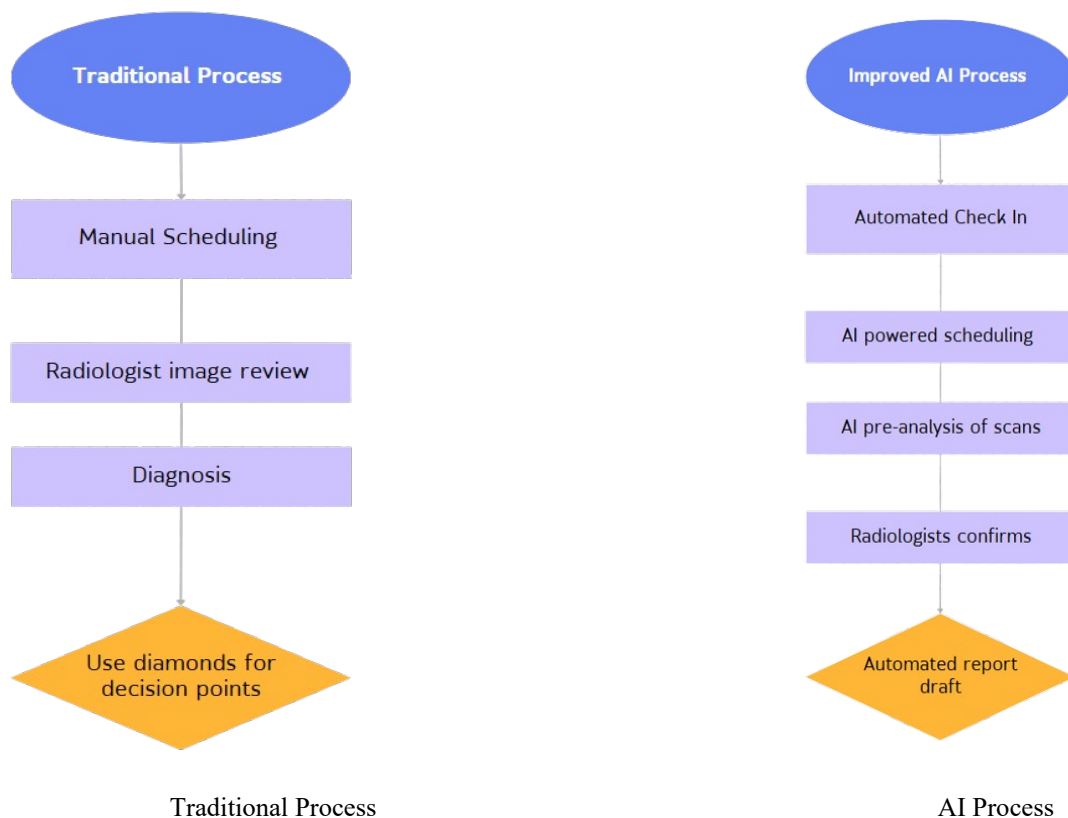 Traditional Process
Manual Scheduling
Radiologist image review
Diagnosis
Use diamonds for
decision points
Traditional Process
Improved AI Process
Automated Check In
AI powered scheduling
AI pre-analysis of scans
Radiologists confirms
Automated report
draft
AI Process